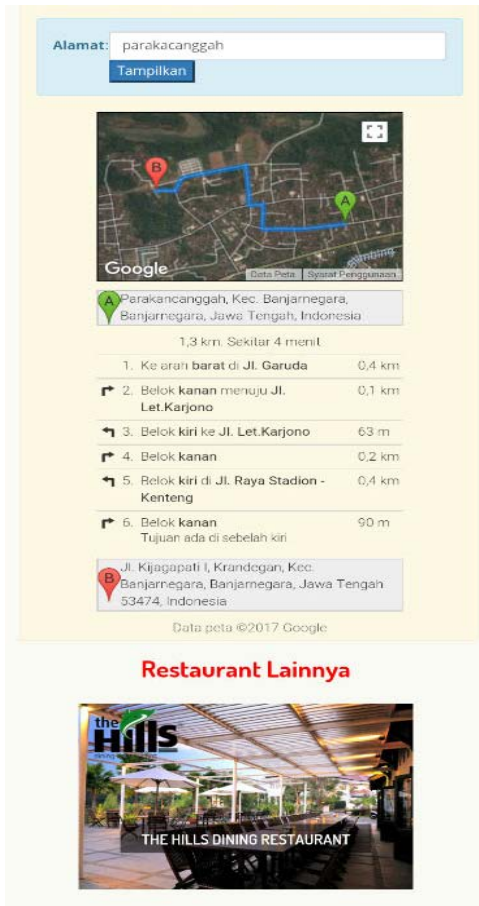 Alamat: parakacanggah
Tampilkan
B
A
Google
Data Peta
Syarat Penggunaan
A
Parakancanggah, Kec. Banjarnegara,
Banjarnegara, Jawa Tengah, Indonesia
1,3 km. Sekitar 4 menit
1. Ke arah barat di Jl. Garuda 0,4 km
2. Belok kanan menuju Jl. 0,1 km
Let.Karjono
3. Belok kiri ke Jl. Let.Karjono 63 m
4. Belok kanan 0,2 km
5. Belok kiri di Jl. Raya Stadion - 0,4 km
Kenteng
6. Belok kanan 90 m
Tujuan ada di sebelah kiri
B
Jl. Kijagapati I, Krandegan, Kec.
Banjarnegara, Banjarnegara, Jawa Tengah
53474, Indonesia
Data peta ©2017 Google
Restaurant Lainnya
the
Hills
THE HILLS DINING RESTAURANT